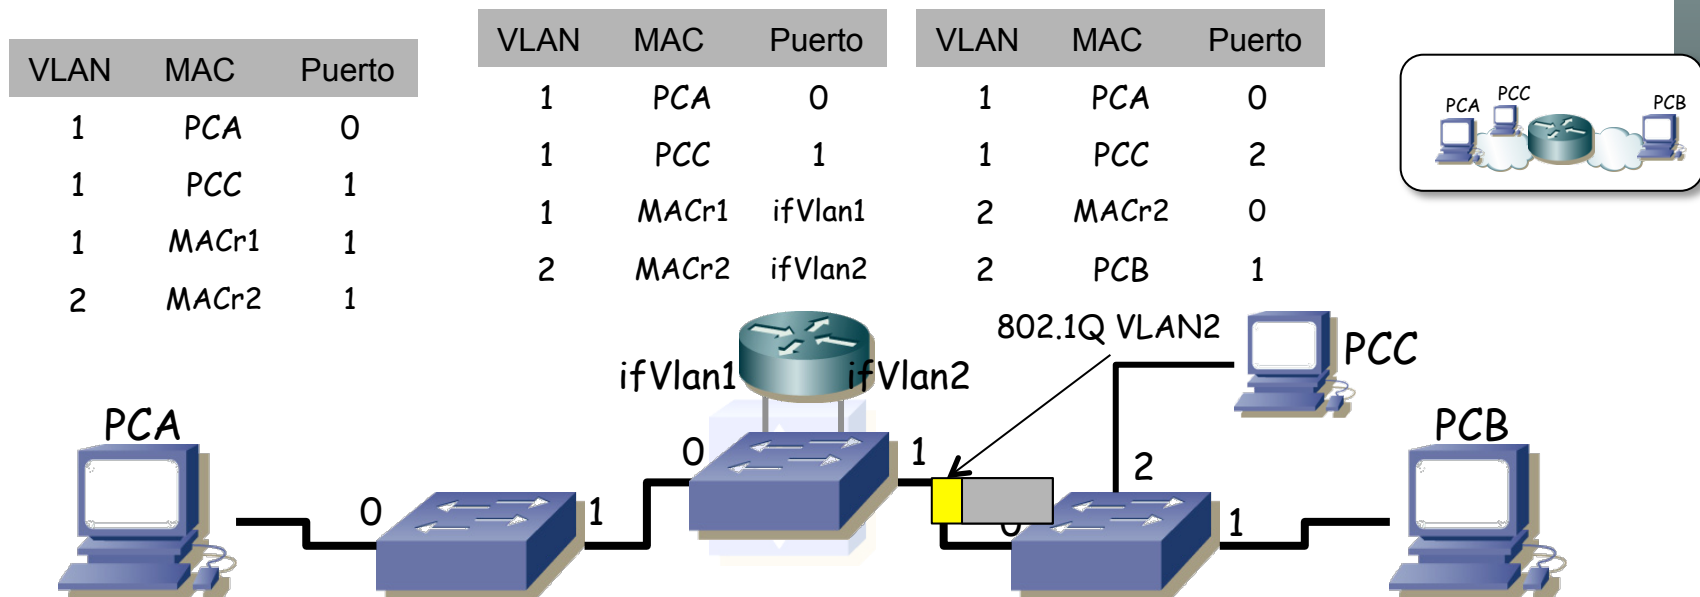 VLAN MAC Puerto
1 PCA 0
1 PCC 1
1 MACr1 1
2 MACr2 1
VLAN MAC Puerto
1 PCA 0
1 PCC 1
1 MACr1 ifVlan1
2 MACr2 ifVlan2
VLAN MAC Puerto
1 PCA 0
1 PCC 2
2 MACr2 0
2 PCB 1
PCA PCC PCB
802.1Q VLAN2
PCC
ifVlan1 ifVlan2
PCA
PCB
0 1
2
0 1
0
1